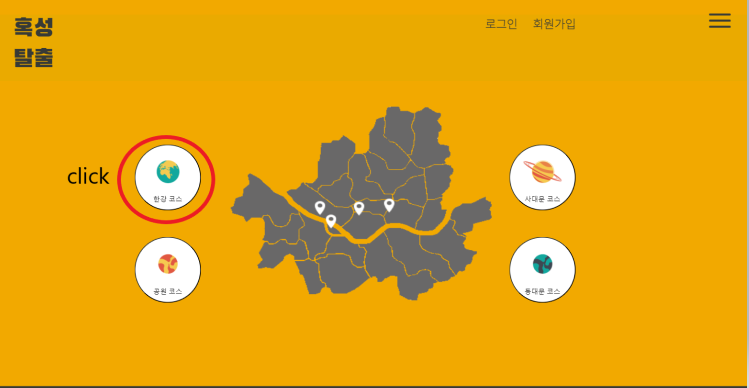 혹성
탈출
로그인 회원가입
click
한강 코스
사대문 코스
공원 코스
동대문 코스